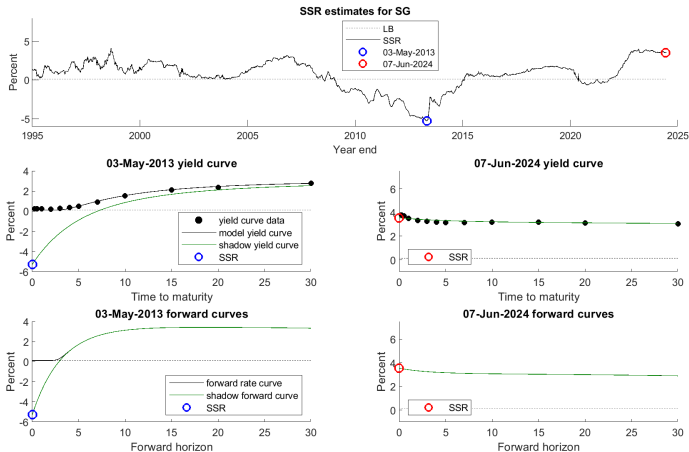 SSR estimates for SG
Percent
5
0
-5
LB
SSR
03-May-2013
07-Jun-2024
1995
2000
2005
2010
2015
2020
2025
Year end
03-May-2013 yield curve
Percent
4
2
0
-2
-4
-6
yield curve data
model yield curve
shadow yield curve
SSR
0
5
10
15
20
25
30
Time to maturity
07-Jun-2024 yield curve
Percent
6
4
2
0
SSR
0
5
10
15
20
25
30
Time to maturity
03-May-2013 forward curves
Percent
4
2
0
-2
-4
-6
forward rate curve
shadow forward curve
SSR
0
5
10
15
20
25
30
Forward horizon
07-Jun-2024 forward curves
Percent
6
4
2
0
SSR
0
5
10
15
20
25
30
Forward horizon